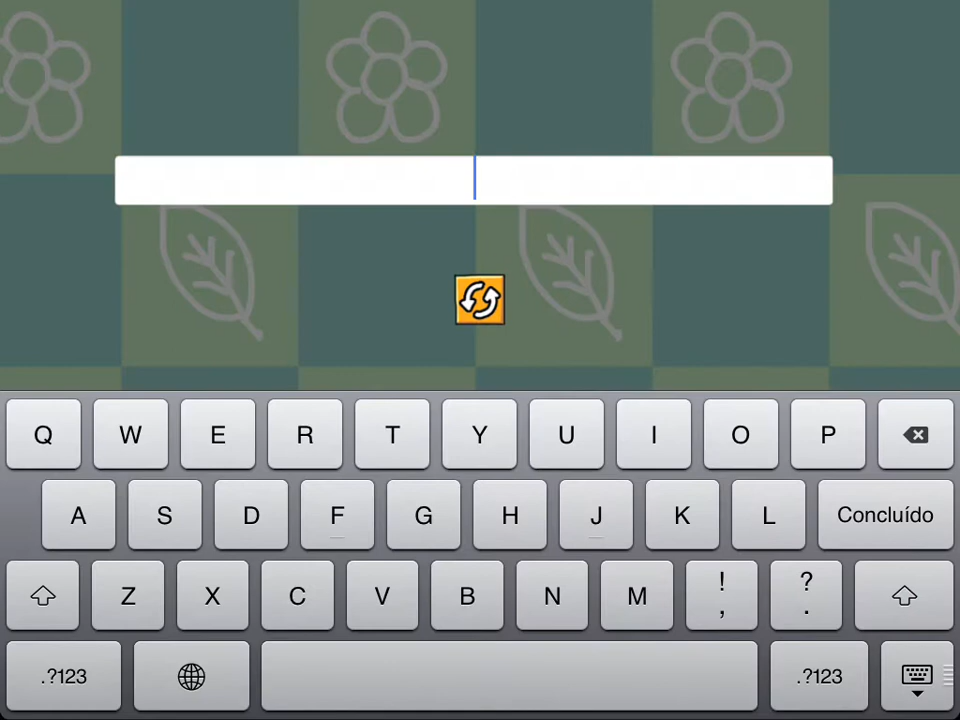 Q W E R T Y U I O P
A S D F G H J K L Concluído
Z X C V B N M ! , ? .
.?123 .?123